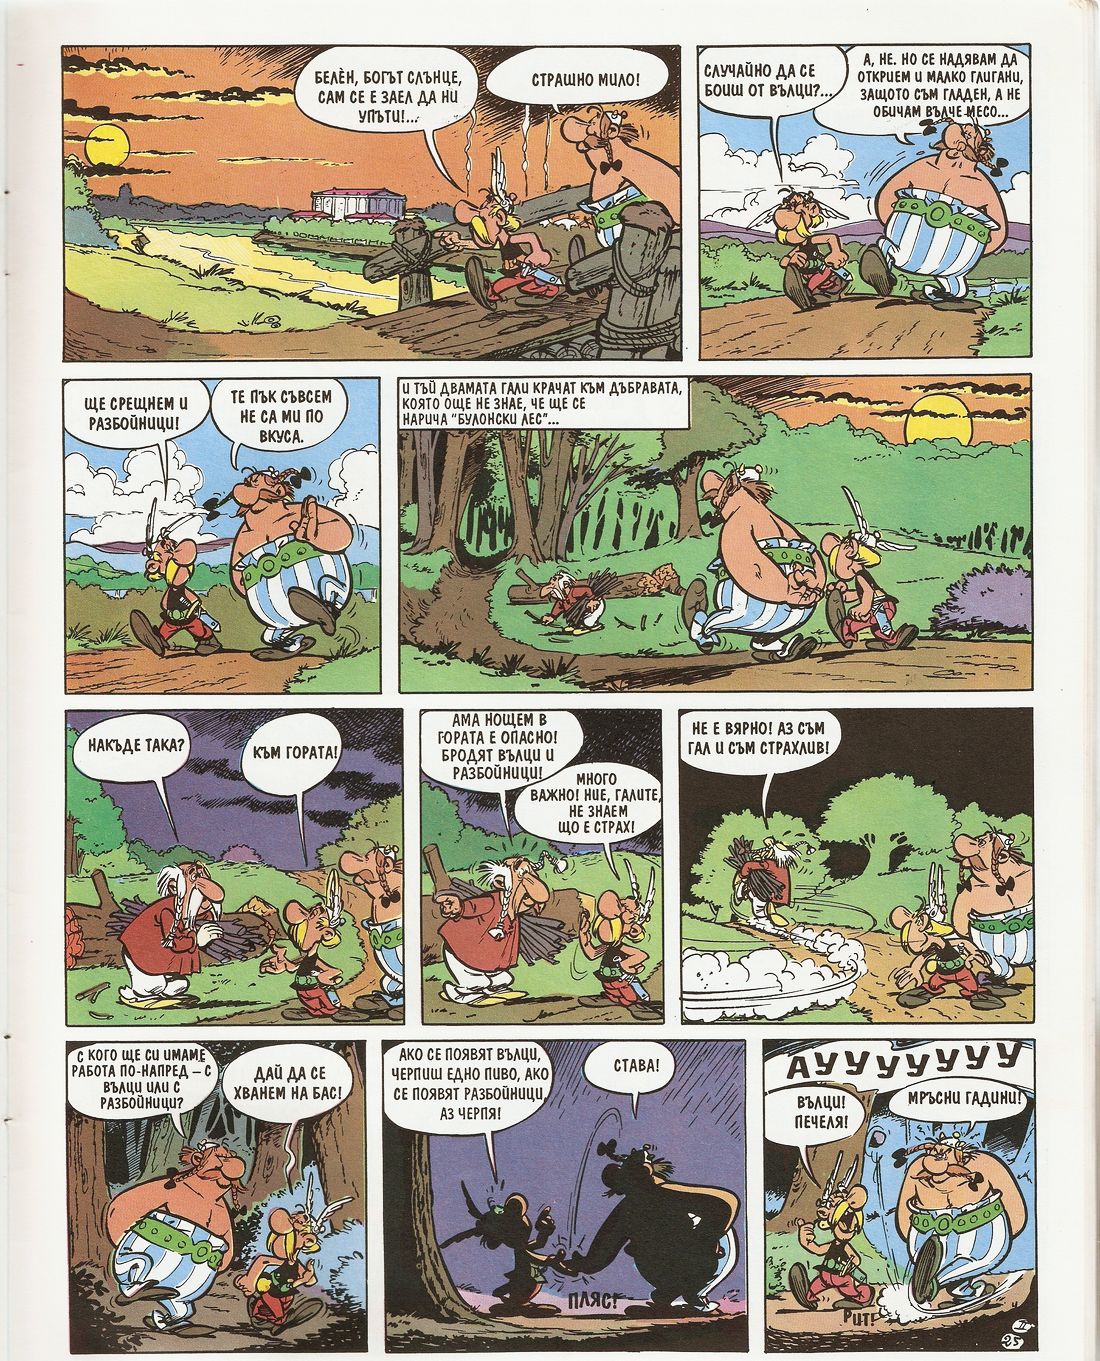 БЕЛЕН, БОГЪТ СЛЪНЦЕ,
САМ СЕ Е ЗАЕЛ ДА НИ
УПЪТИ!...
СТРАШНО МИЛО!
СЛУЧАЙНО ДА СЕ
БОИШ ОТ ВЪЛЦИ?...
А, НЕ. НО СЕ НАДЯВАМ ДА
ОТКРИЕМ И МАЛКО ГЛИГАНИ,
ЗАЩОТО СЪМ ГЛАДЕН, А НЕ
ОБИЧАМ ВЪЛЧЕ МЕСО...
ЩЕ СРЕЩНЕМ И
РАЗБОЙНИЦИ!
ТЕ ПЪК СЪВСЕМ
НЕ СА МИ ПО
ВКУСА.
И ТЪЙ ДВАМАТА ГАЛИ КРАЧАТ КЪМ ДЪБРАВАТА,
КОЯТО ОЩЕ НЕ ЗНАЕ, ЧЕ ЩЕ СЕ
НАРИЧА "БУЛОНСКИ ЛЕС"...
НАКЪДЕ ТАКА?
КЪМ ГОРАТА!
АМА НОЩЕМ В
ГОРАТА Е ОПАСНО!
БРОДЯТ ВЪЛЦИ И
РАЗБОЙНИЦИ!
МНОГО
ВАЖНО! НИЕ, ГАЛИТЕ,
НЕ ЗНАЕМ
ЩО Е СТРАХ!
НЕ Е ВЯРНО! АЗ СЪМ
ГАЛ И СЪМ СТРАХЛИВ!
С КОГО ЩЕ СИ ИМАМЕ
РАБОТА ПО-НАПРЕД – С
ВЪЛЦИ ИЛИ С
РАЗБОЙНИЦИ?
ДАЙ ДА СЕ
ХВАНЕМ НА БАС!
АКО СЕ ПОЯВЯТ ВЪЛЦИ,
ЧЕРПИШ ЕДНО ПИВО, АКО
СЕ ПОЯВЯТ РАЗБОЙНИЦИ,
АЗ ЧЕРПЯ!
СТАВА!
ПЛЯС!
АУУУУУУУ
ВЪЛЦИ!
ПЕЧЕЛЯ!
МРЪСНИ ГАДИНИ!
РИТ!
II
25